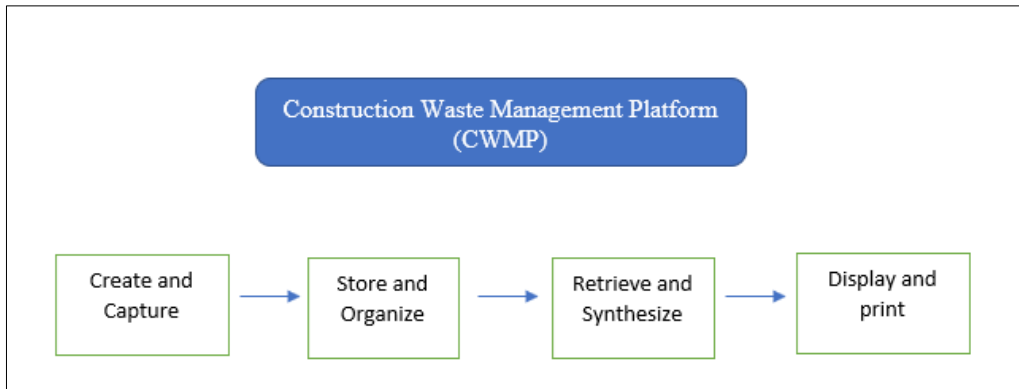 Construction Waste Management Platform
(CWMP)
Create and
Capture
Store and
Organize
Retrieve and
Synthesize
Display and
print